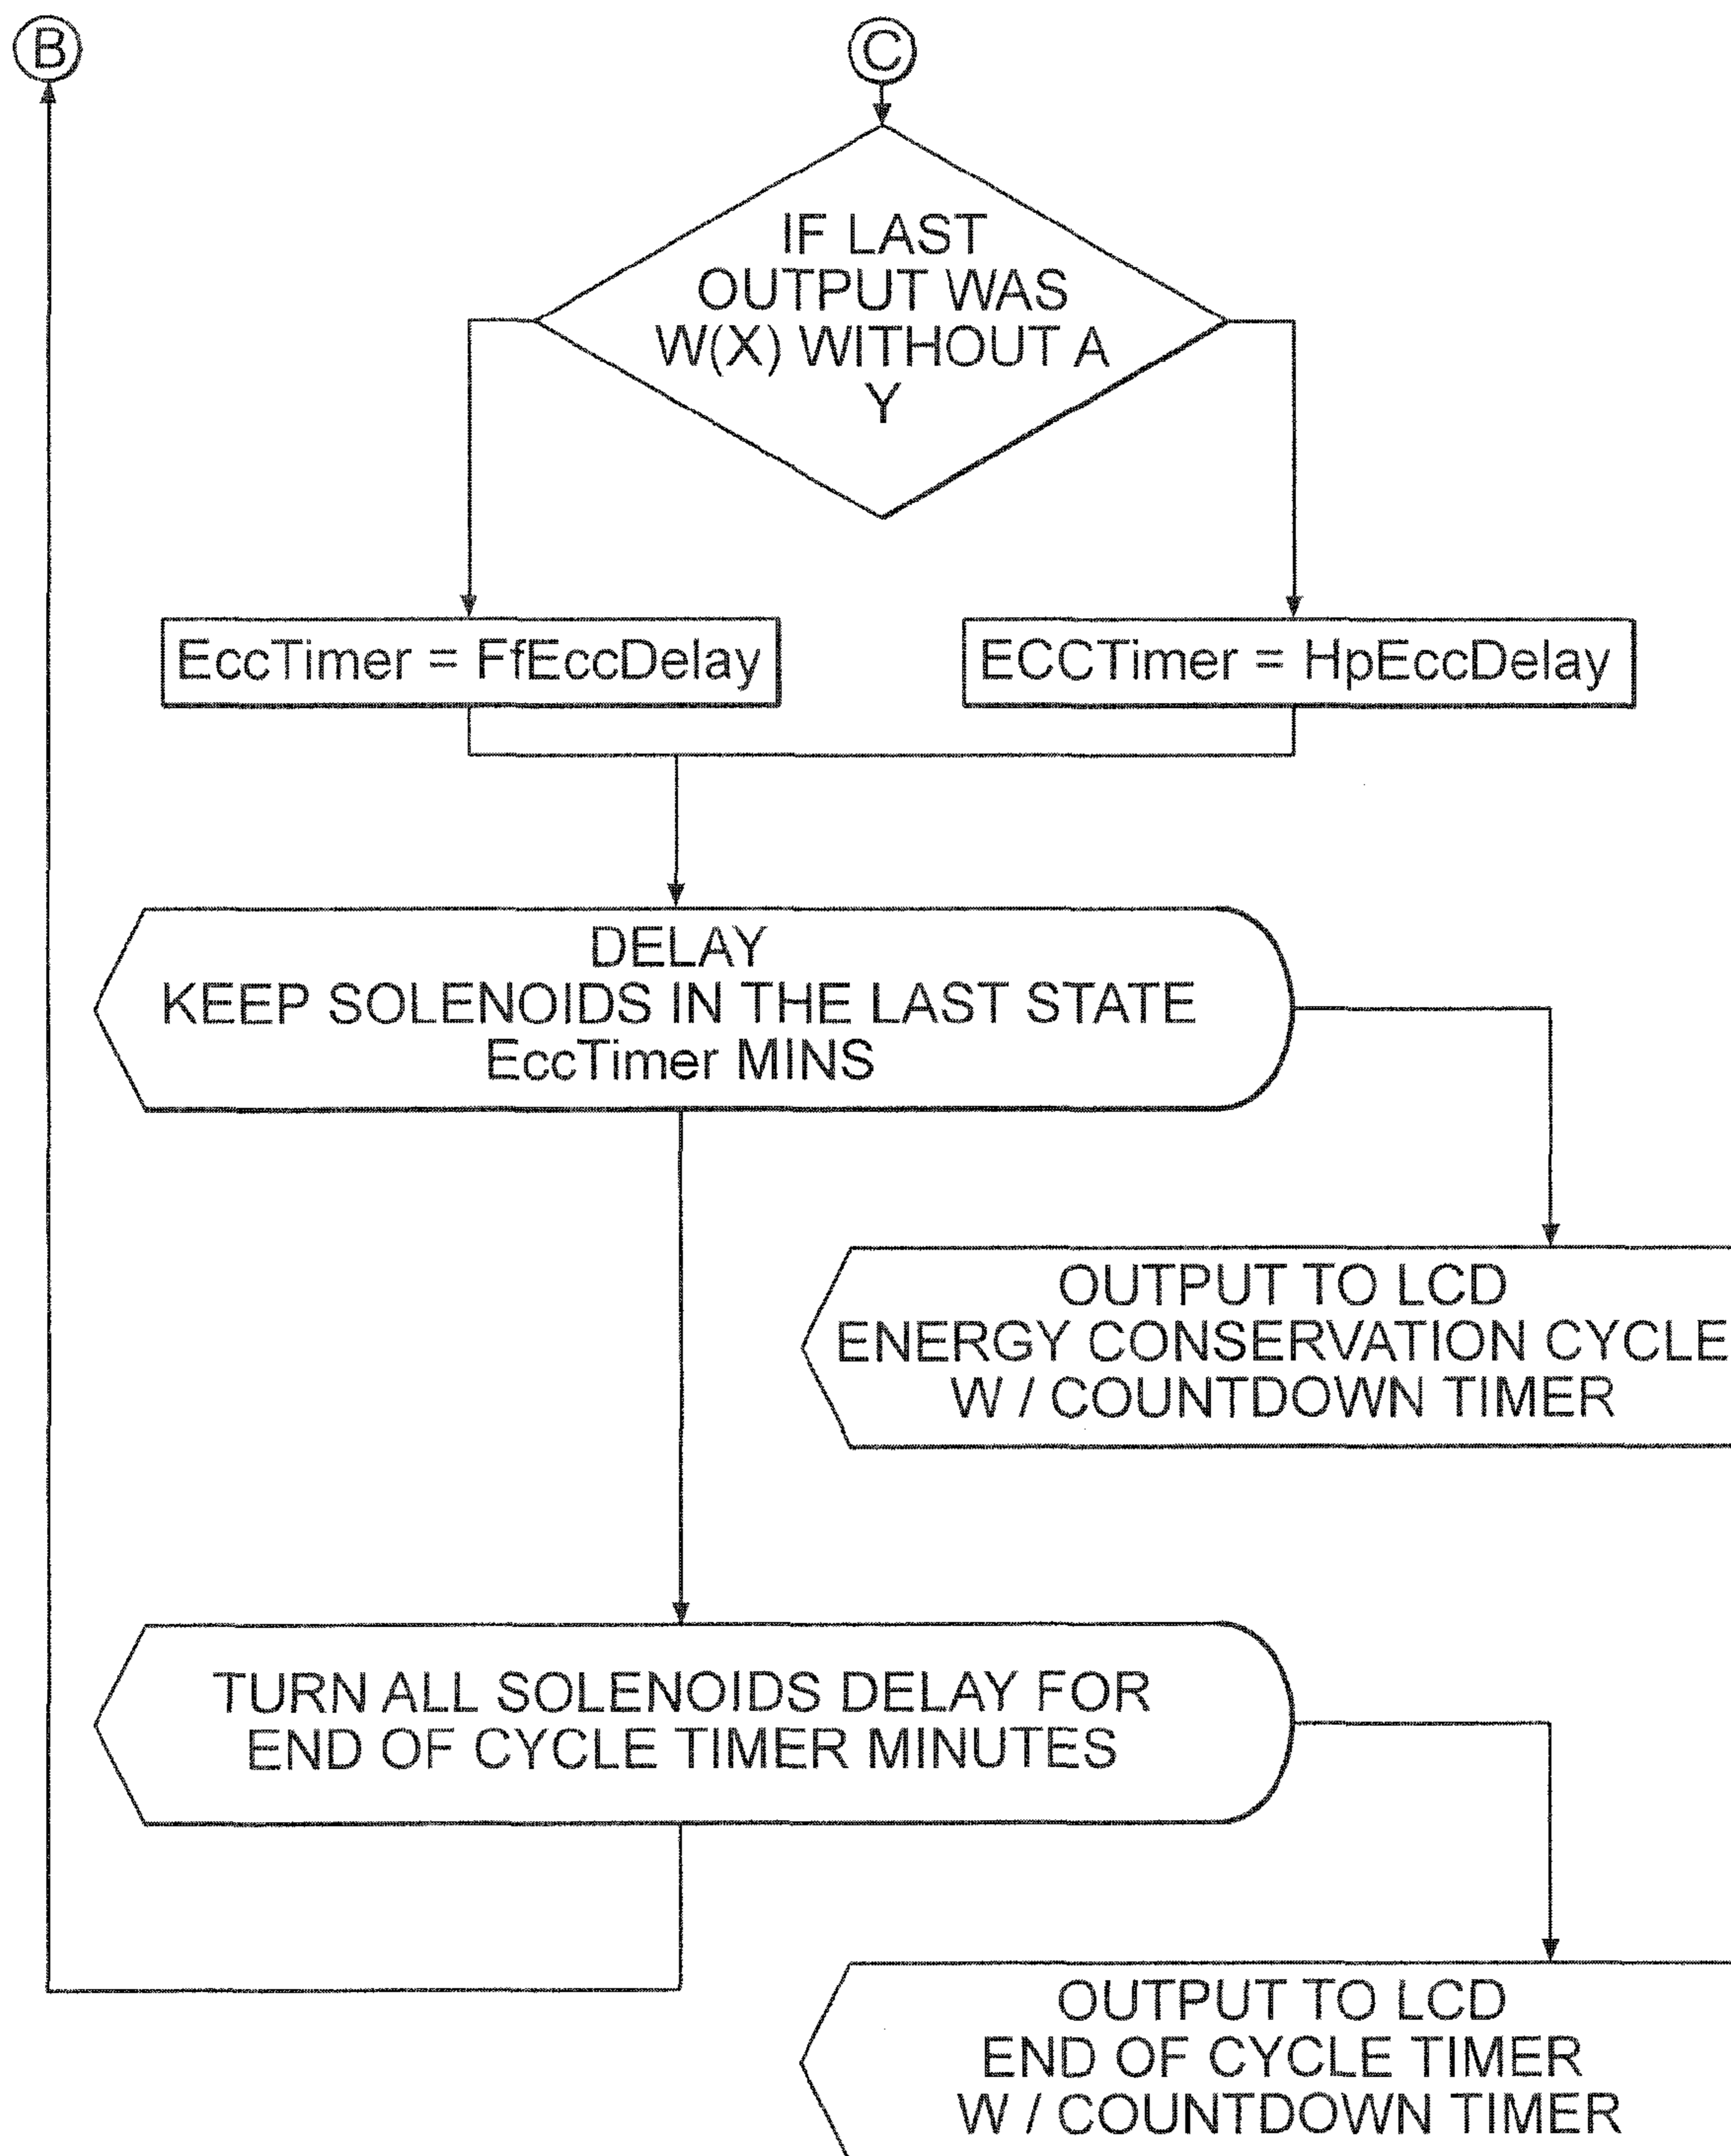 B
C
IF LAST
OUTPUT WAS
W(X) WITHOUT A
Y
EccTimer = FfEccDelay
ECCTimer = HpEccDelay
DELAY
KEEP SOLENOIDS IN THE LAST STATE
EccTimer MINS
OUTPUT TO LCD
ENERGY CONSERVATION CYCLE
W / COUNTDOWN TIMER
TURN ALL SOLENOIDS DELAY FOR
END OF CYCLE TIMER MINUTES
OUTPUT TO LCD
END OF CYCLE TIMER
W / COUNTDOWN TIMER